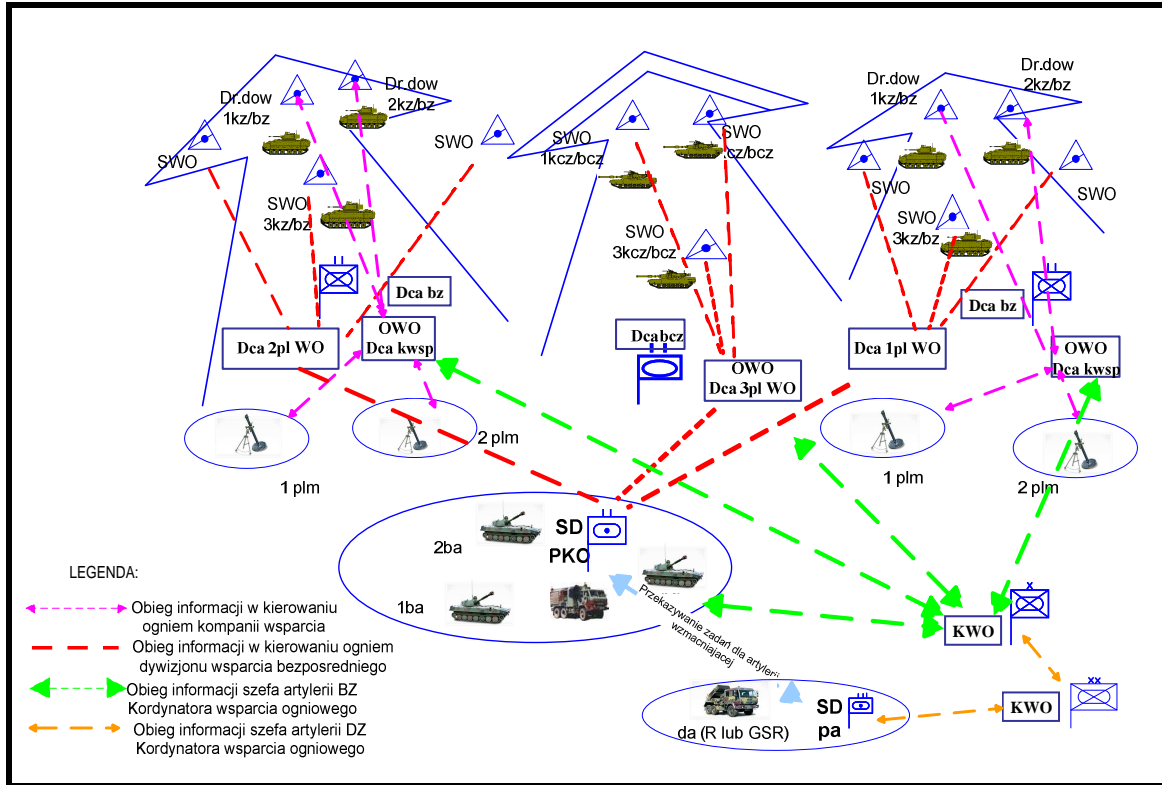 Dr.dow
1kz/bz
Dr.dow
2kz/bz
SWO
SWO
SWO
3kz/bz
SWO
1kcz/bcz
SWO
kcz/bcz
SWO
3kcz/bcz
Dr.dow
1kz/bz
Dr.dow
2kz/bz
SWO
SWO
SWO
3kz/bz
Dca bz
Dca 2pl WO
OWO
Dca kwsp
Dca bcz
OWO
Dca 3pl WO
Dca bz
Dca 1pl WO
OWO
Dca kwsp
1 plm
2 plm
1 plm
2 plm
2ba
1ba
SD
PKO
Przekazywanie zadań dla artylerii
wzmacniajacej
x
KWO
xx
KWO
da (R lub GSR)
SD
pa
LEGENDA:
Obieg informacji w kierowaniu
ogniem kompanii wsparcia
Obieg informacji w kierowaniu ogniem
dywizjonu wsparcia bezposredniego
Obieg informacji szefa artylerii BZ
Kordynatora wsparcia ogniowego
Obieg informacji szefa artylerii DZ
Kordynatora wsparcia ogniowego